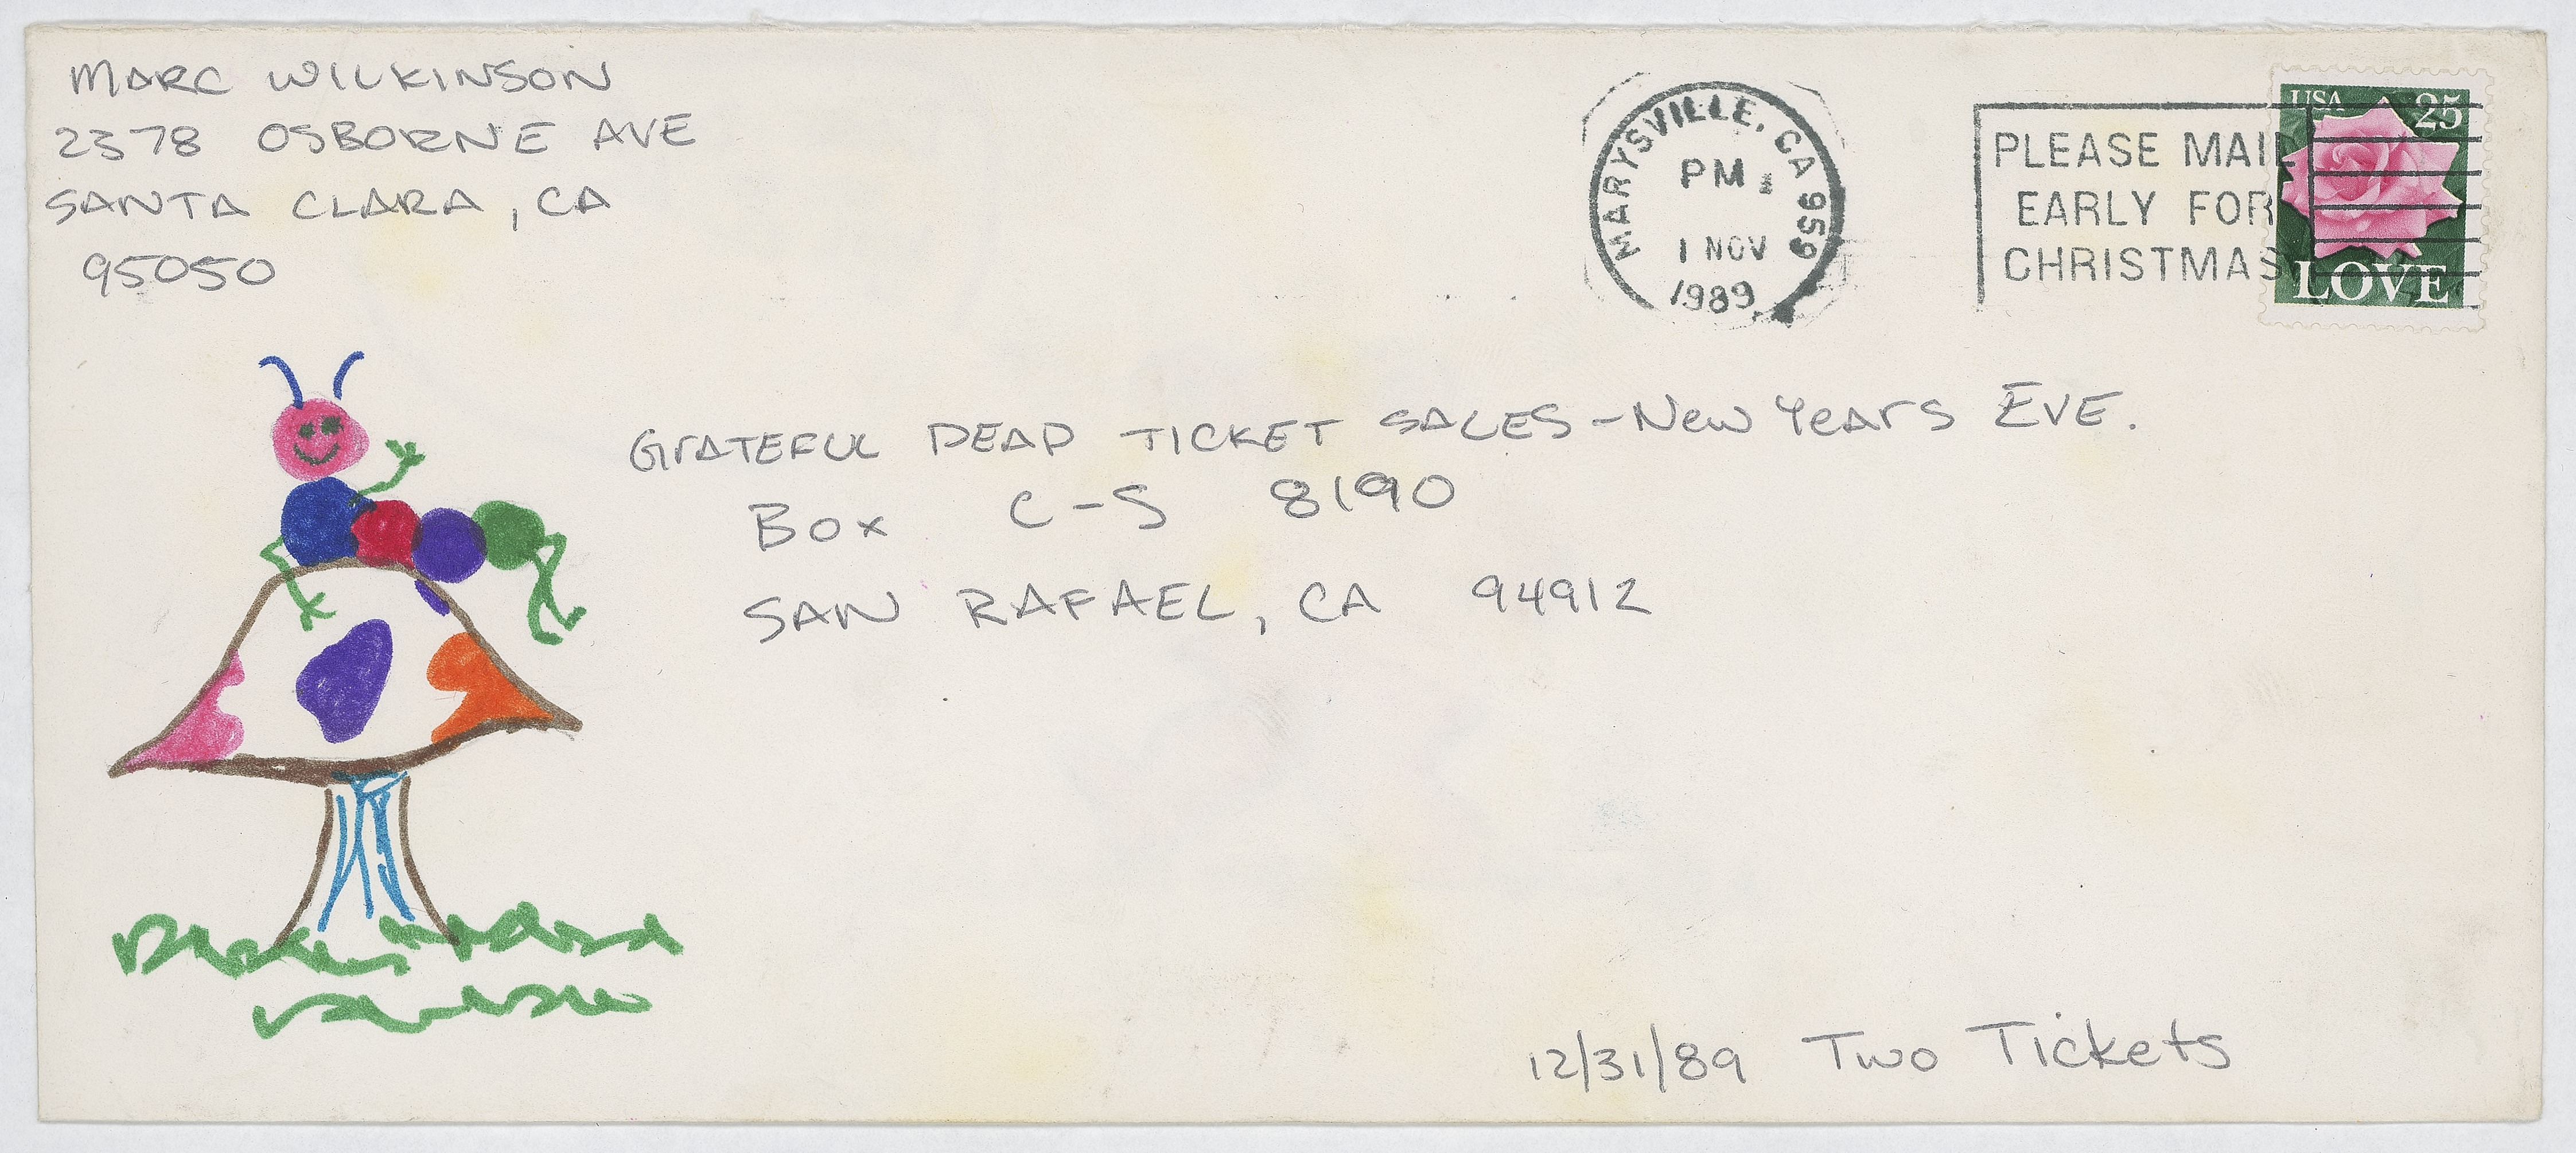 MARC WILKINSON
2378 OSBORNE AVE
SANTA CLARA, CA
95050
MARYSVILLE, CA 959
PM
1 NOV
1989
PLEASE MAIL
EARLY FOR
CHRISTMAS
USA 25
LOVE
GRATEFUL DEAD TICKET SALES - New Years EVE.
Box C-S 8190
SAN RAFAEL, CA 94912
12/31/89 Two Tickets